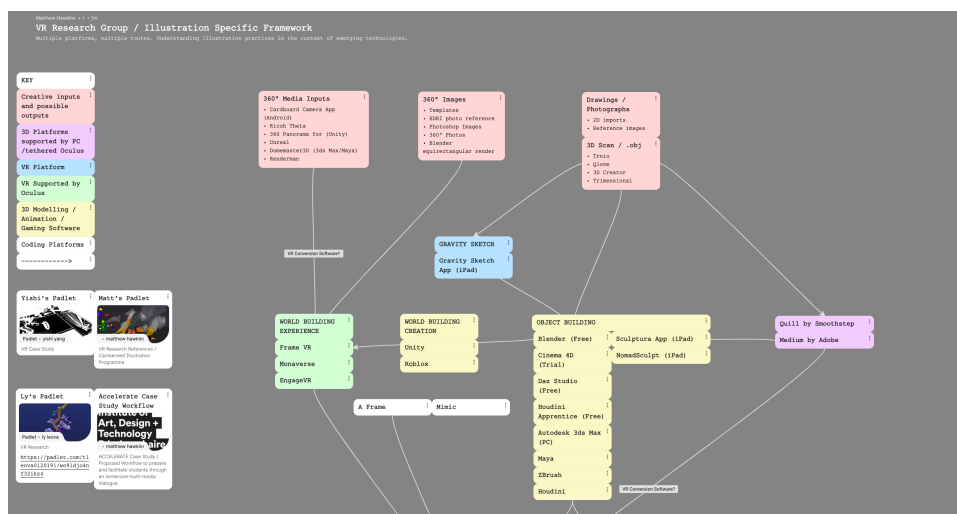 Matthew Hawkins + 1 • 1m
VR Research Group / Illustration Specific Framework
Multiple platforms, multiple routes. Understanding Illustration practices in the context of emerging technologies.
KEY
Creative inputs
and possible
outputs
3D Platforms
supported by PC
/tethered Oculus
VR Platform
VR Supported by
Oculus
3D Modelling /
Animation /
Gaming Software
Coding Platforms
------------>
360° Media Inputs
• Cardboard Camera App
(Android)
• Ricoh Theta
• 360 Panorama for (Unity)
• Unreal
• Domemaster3D (3ds Max/Maya)
• Renderman
360° Images
• Templates
• HDRI photo reference
• Photoshop Images
• 360° Photos
• Blender
equirectangular render
Drawings /
Photographs
• 2D imports
• Reference images
3D Scan / .obj
• Trnio
• Qlone
• 3D Creator
• Trimensional
VR Conversion Software?
GRAVITY SKETCH
Gravity Sketch
App (iPad)
Yishi's Padlet
Padlet - yishi yang ...
VR Case Study
Matt's Padlet
- matthew hawkins
VR Research References /
Camberwell Illustration
Programme
WORLD BUILDING
EXPERIENCE
Frame VR
Monaverse
EngageVR
WORLD BUILDING
CREATION
Unity
Roblox
OBJECT BUILDING
Blender (Free)
Cinema 4D
(Trial)
Daz Studio
(Free)
Houdini
Apprentice (Free)
Autodesk 3ds Max
(PC)
Maya
ZBrush
Houdini
Sculptura App (iPad)
NomadSculpt (iPad)
Quill by Smoothstep
Medium by Adobe
A Frame
Mimic
Ly's Padlet
Padlet - ly leova
VR Research
https://padlet.com/tl
eova0120191/wo91djo4n
f32ikz4
Accelerate Case
Study Workflow
Art, Design +
Technology
- matthew hawkins
aire
ACCELERATE Case Study /
Proposed Workflow to prepare
and facilitate students through
an immersive multi-media
dialogue.
VR Conversion Software?